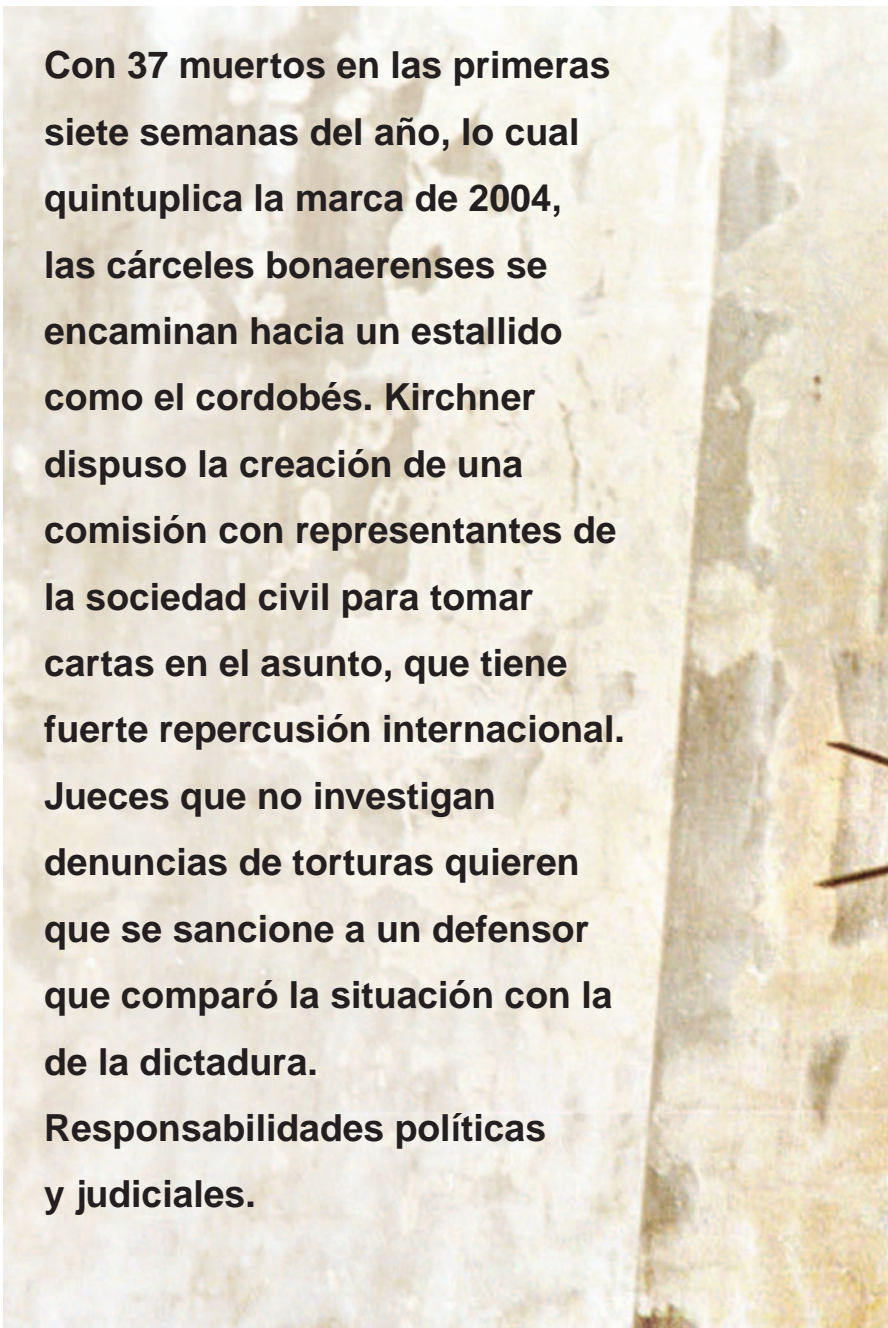 Con 37 muertos en las primeras
siete semanas del año, lo cual
quintuplica la marca de 2004,
las cárceles bonaerenses se
encaminan hacia un estallido
como el cordobés. Kirchner
dispuso la creación de una
comisión con representantes de
la sociedad civil para tomar
cartas en el asunto, que tiene
fuerte repercusión internacional.
Jueces que no investigan
denuncias de torturas quieren
que se sancione a un defensor
que comparó la situación con la
de la dictadura.
Responsabilidades políticas
y judiciales.